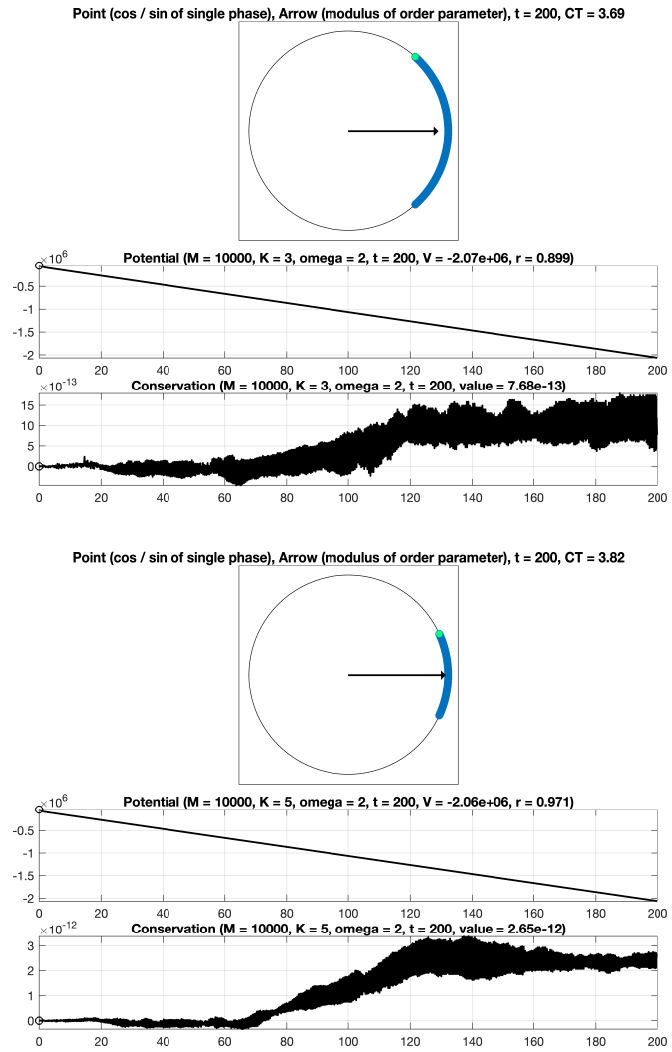 Point (cos / sin of single phase), Arrow (modulus of order parameter), t = 200, CT = 3.69
Potential (M = 10000, K = 3, omega = 2, t = 200, V = -2.07e+06, r = 0.899)
×10^6
-0.5
-1
-1.5
-2
0 20 40 60 80 100 120 140 160 180 200
Conservation (M = 10000, K = 3, omega = 2, t = 200, value = 7.68e-13)
×10^-13
15
10
5
0
0 20 40 60 80 100 120 140 160 180 200
Point (cos / sin of single phase), Arrow (modulus of order parameter), t = 200, CT = 3.82
Potential (M = 10000, K = 5, omega = 2, t = 200, V = -2.06e+06, r = 0.971)
×10^6
-0.5
-1
-1.5
-2
0 20 40 60 80 100 120 140 160 180 200
Conservation (M = 10000, K = 5, omega = 2, t = 200, value = 2.65e-12)
×10^-12
3
2
1
0
0 20 40 60 80 100 120 140 160 180 200